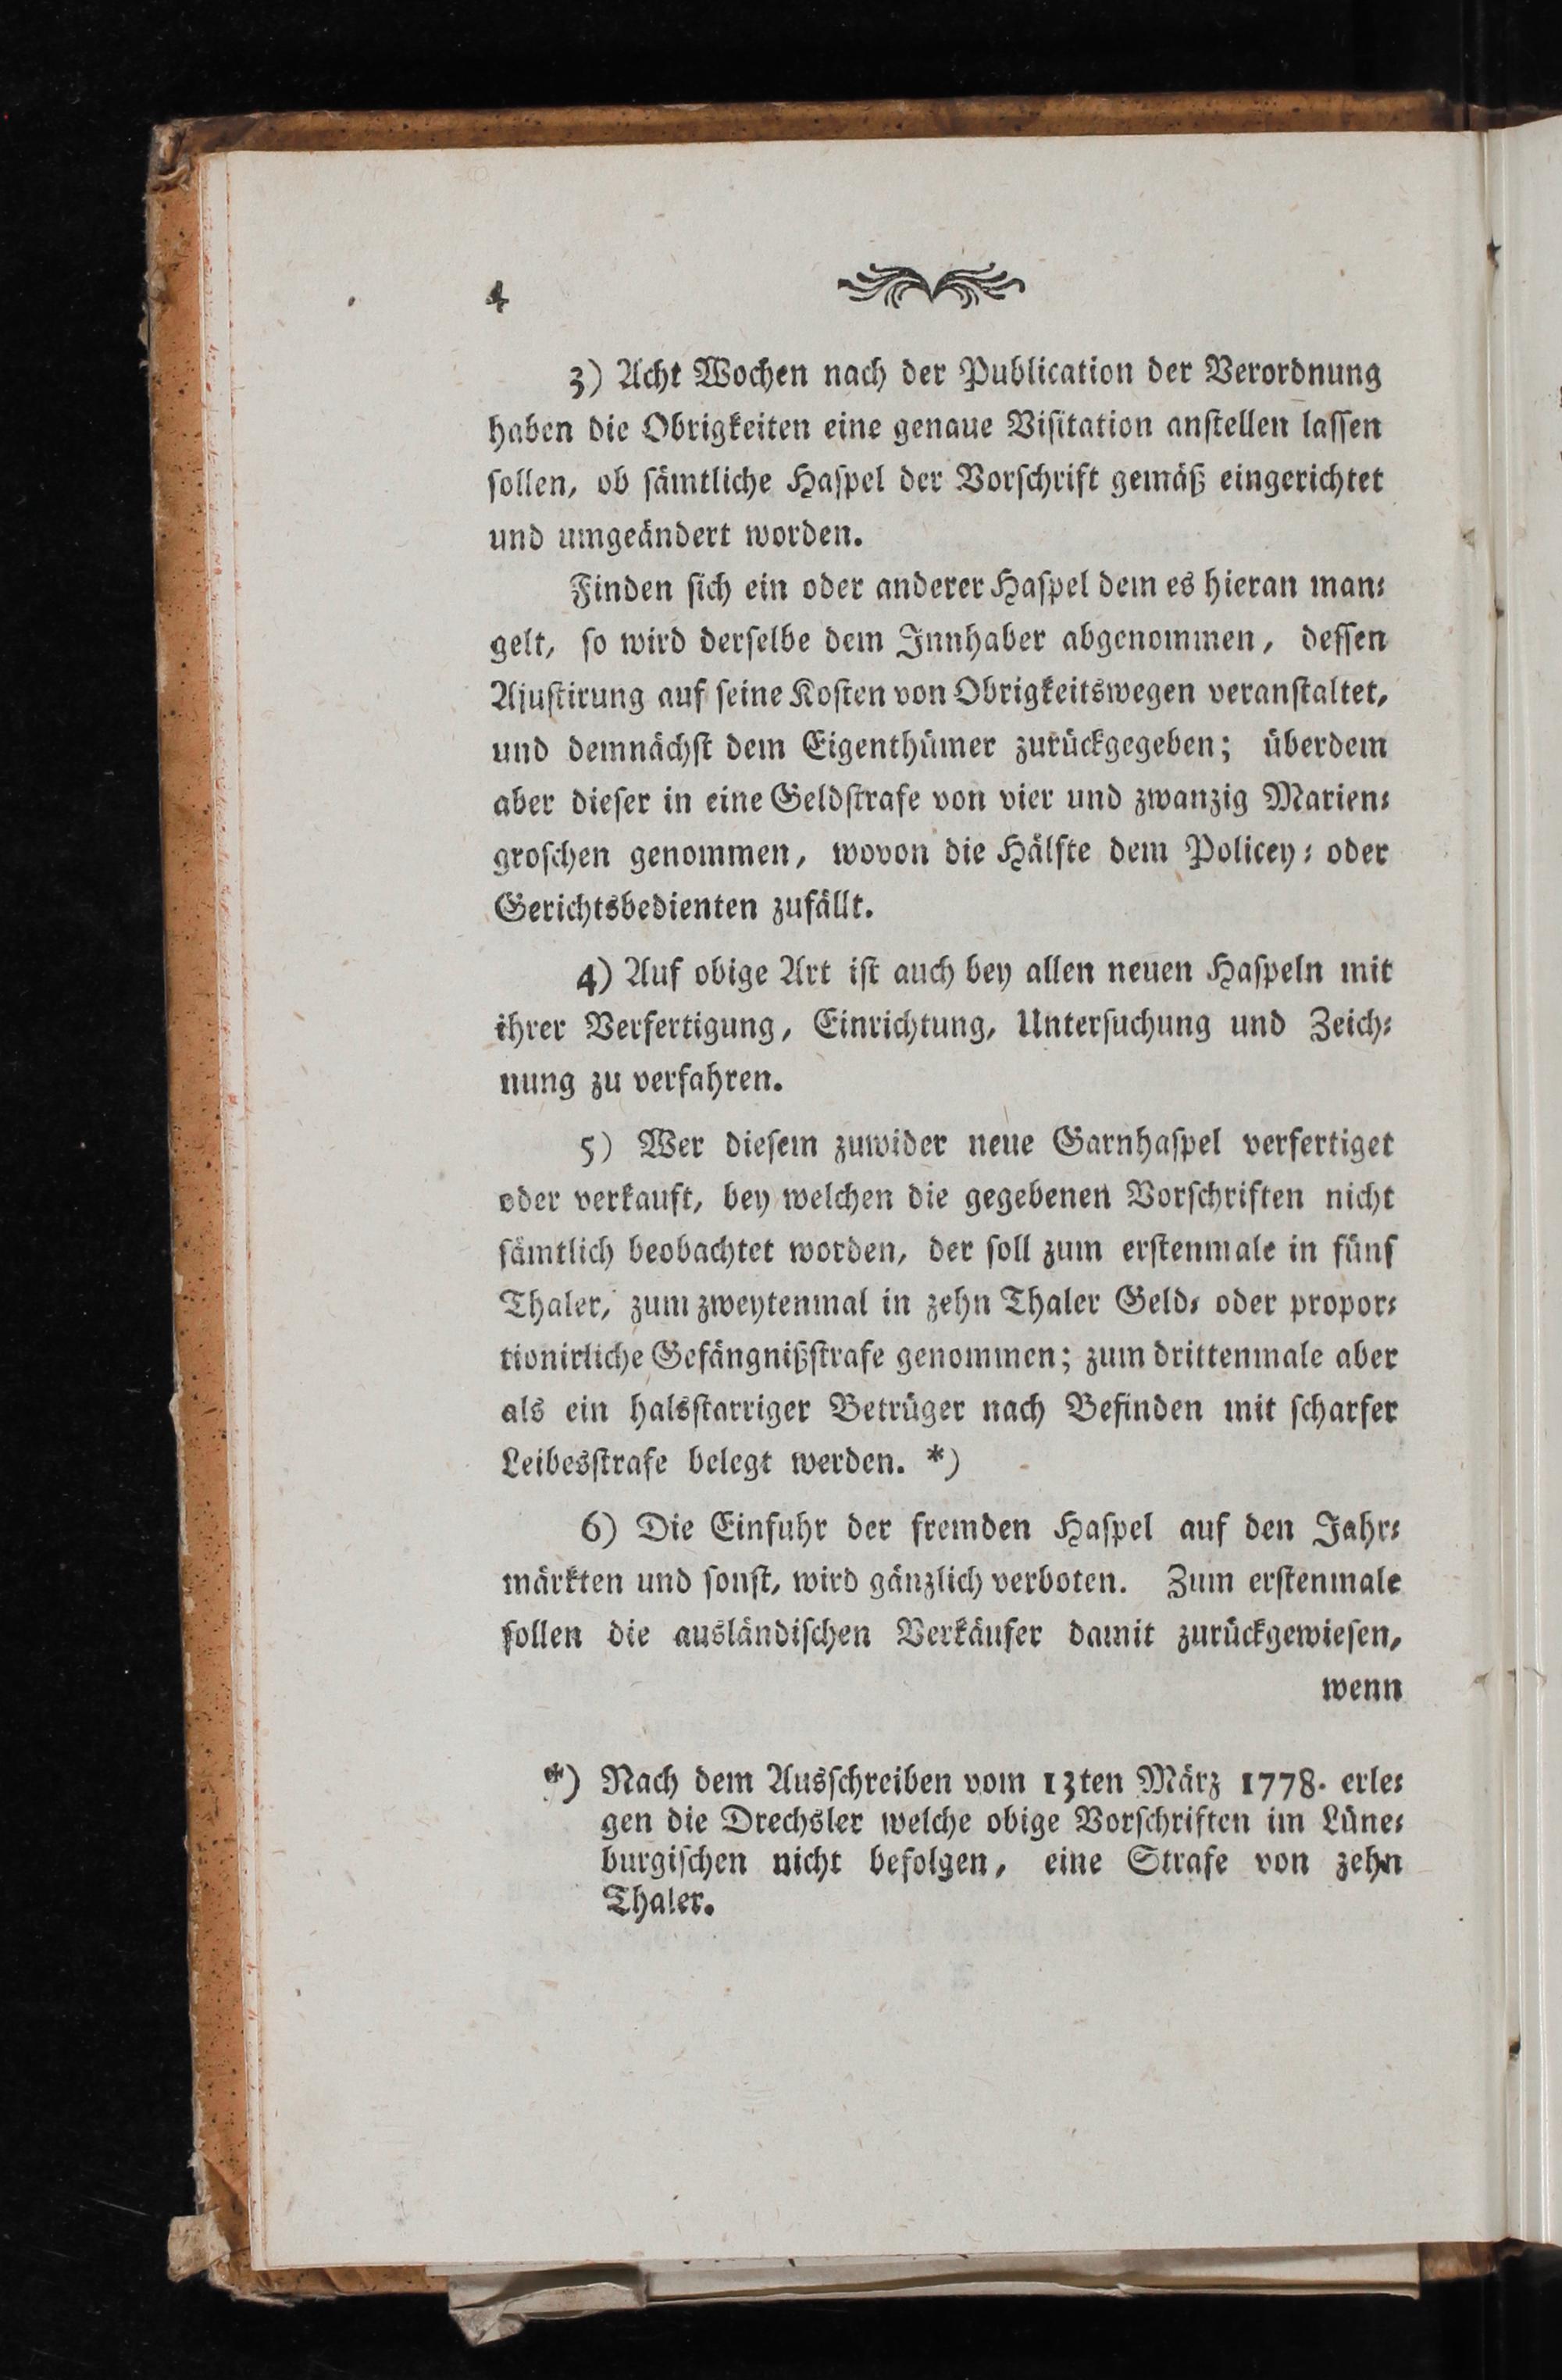 4
3) Acht Wochen nach der Publication der Verordnung
haben die Obrigkeiten eine genaue Viſitation anſtellen laſſen
ſollen, ob ſämtliche Haſpel der Vorſchrift gemäß eingerichtet
und umgeändert worden.
Finden ſich ein oder anderer Haſpel dem es hieran man⸗
gelt, ſo wird derſelbe dem Innhaber abgenommen, deſſen
Ajuſtirung auf ſeine Koſten von Obrigkeitswegen veranſtaltet,
und demnächſt dem Eigenthümer zurückgegeben; überdem
aber dieſer in eine Geldſtrafe von vier und zwanzig Marien⸗
groſchen genommen, wovon die Hälfte dem Policey⸗ oder
Gerichtsbedienten zufällt.
4) Auf obige Art iſt auch bey allen neuen Haſpeln mit
ihrer Verfertigung, Einrichtung, Unterſuchung und Zeich⸗
nung zu verfahren.
5) Wer dieſem zuwider neue Garnhaſpel verfertiget
oder verkauft, bey welchen die gegebenen Vorſchriften nicht
ſämtlich beobachtet worden, der ſoll zum erſtenmale in fünf
Thaler, zum zweytenmal in zehn Thaler Geld⸗ oder propor⸗
tionirliche Gefängnißſtrafe genommen; zum drittenmale aber
als ein halsſtarriger Betrüger nach Befinden mit ſcharfer
Leibesſtrafe belegt werden. *)
6) Die Einfuhr der fremden Haſpel auf den Jahr⸗
märkten und ſonſt, wird gänzlich verboten. Zum erſtenmale
ſollen die ausländiſchen Verkäufer damit zurückgewieſen,
wenn
*) Nach dem Ausſchreiben vom 13ten März 1778. erle⸗
gen die Drechsler welche obige Vorſchriften im Lüne⸗
burgiſchen nicht befolgen, eine Strafe von zehn
Thaler.